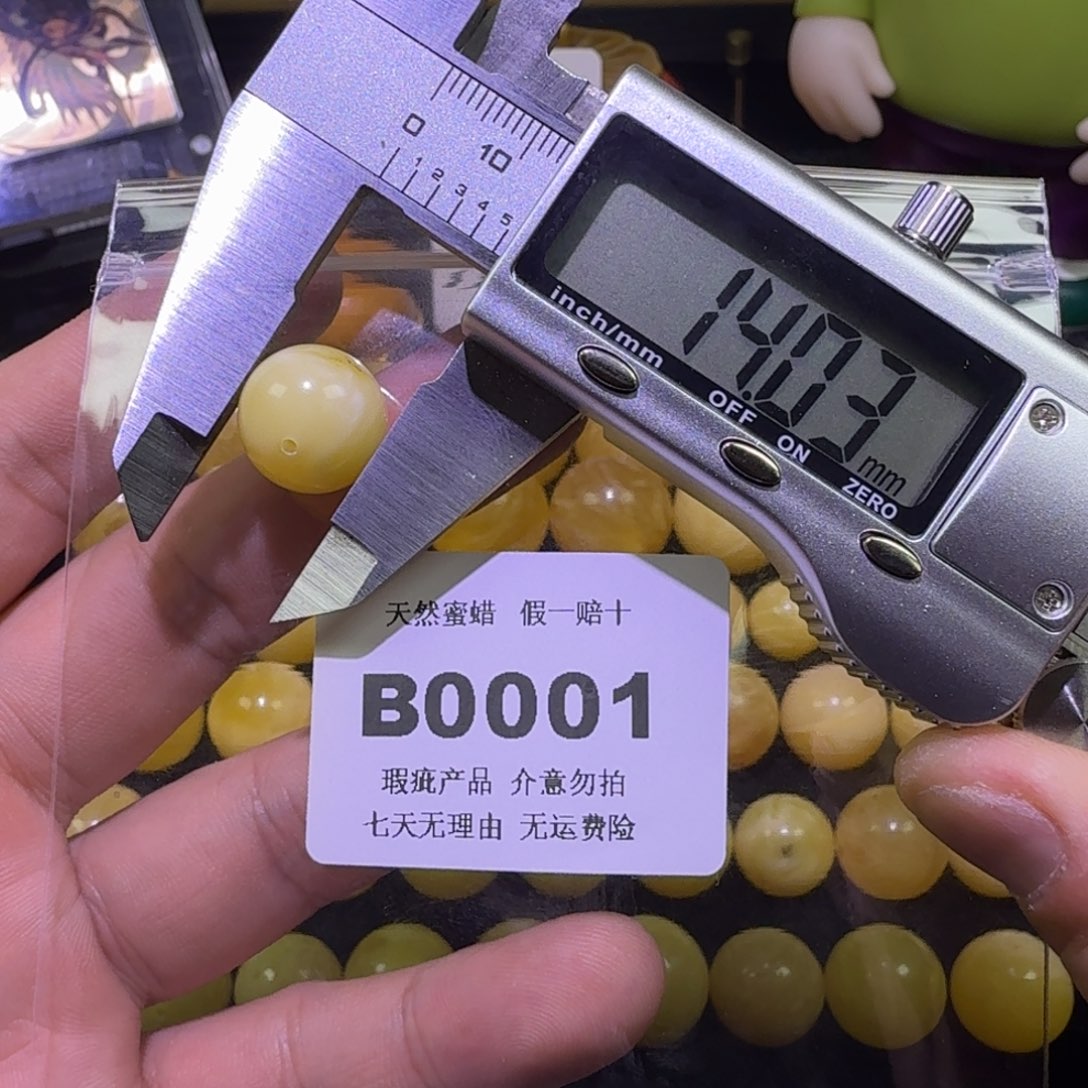 0
10
1 2 3 4 5
14.03
mm
inch/mm
OFF
ON
ZERO
天然蜜蜡 假一赔十
B0001
瑕疵产品 介意勿拍
七天无理由 无运费险